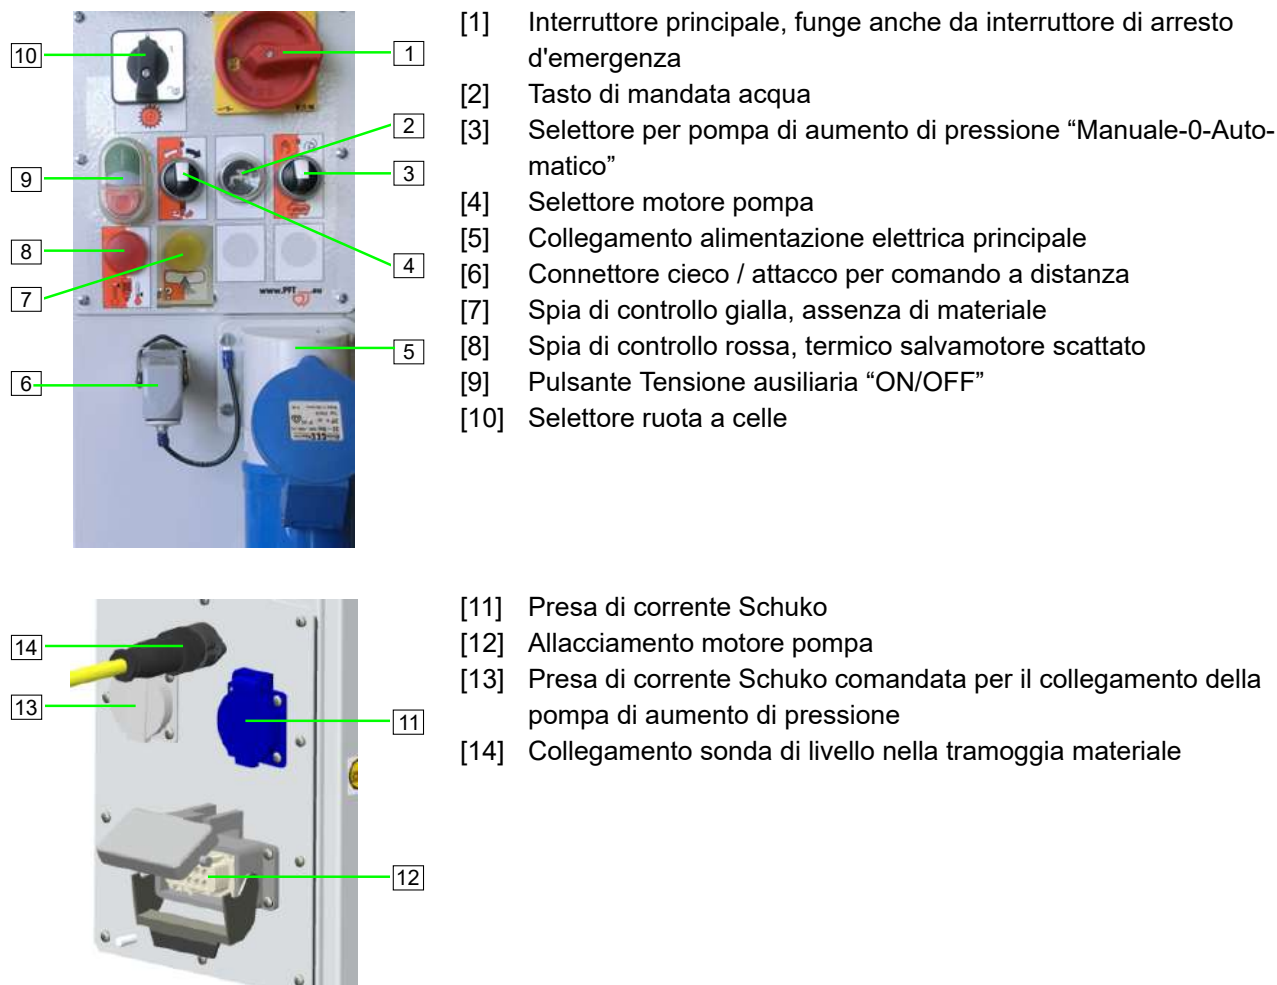 [1] Interruttore principale, funge anche da interruttore di arresto
d'emergenza
[2] Tasto di mandata acqua
[3] Selettore per pompa di aumento di pressione “Manuale-0-Auto-
matico”
[4] Selettore motore pompa
[5] Collegamento alimentazione elettrica principale
[6] Connettore cieco / attacco per comando a distanza
[7] Spia di controllo gialla, assenza di materiale
[8] Spia di controllo rossa, termico salvamotore scattato
[9] Pulsante Tensione ausiliaria “ON/OFF”
[10] Selettore ruota a celle
10
1
2
3
9
8
4
7
www.PFT.eu
5
6
[11] Presa di corrente Schuko
[12] Allacciamento motore pompa
[13] Presa di corrente Schuko comandata per il collegamento della
pompa di aumento di pressione
[14] Collegamento sonda di livello nella tramoggia materiale
14
13
11
12